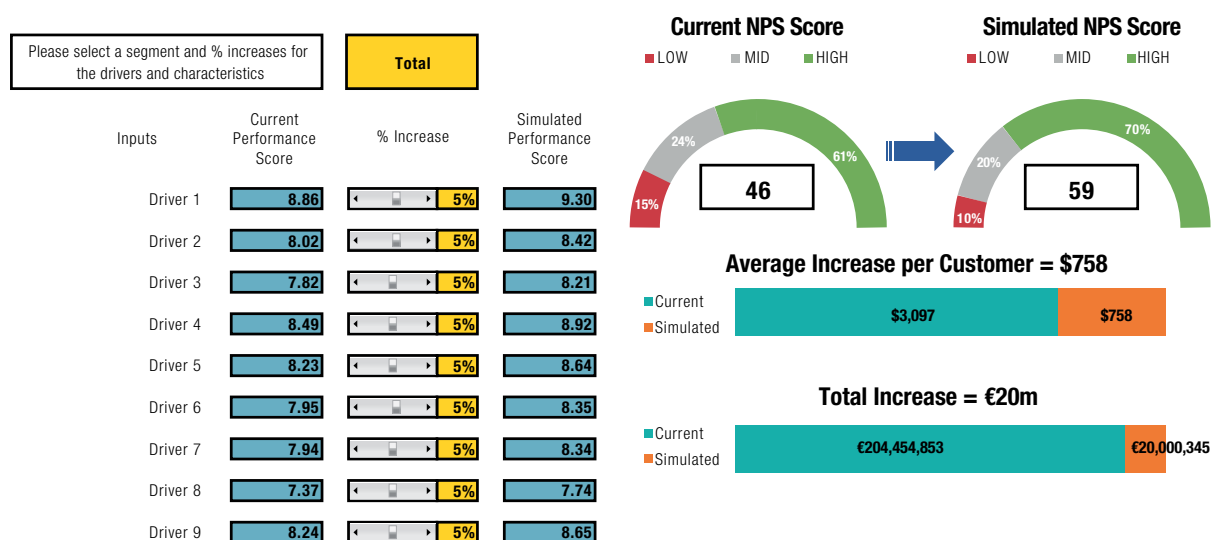 Please select a segment and % increases for
the drivers and characteristics
Total
Inputs
Current
Performance
Score
% Increase
Simulated
Performance
Score
Driver 1 8.86 5% 9.30
Driver 2 8.02 5% 8.42
Driver 3 7.82 5% 8.21
Driver 4 8.49 5% 8.92
Driver 5 8.23 5% 8.64
Driver 6 7.95 5% 8.35
Driver 7 7.94 5% 8.34
Driver 8 7.37 5% 7.74
Driver 9 8.24 5% 8.65
Current NPS Score
LOW MID HIGH
15%
24%
61%
46
Simulated NPS Score
LOW MID HIGH
10%
20%
70%
59
Average Increase per Customer = $758
Current
Simulated
$3,097 $758
Total Increase = €20m
Current
Simulated
€204,454,853 €20,000,345